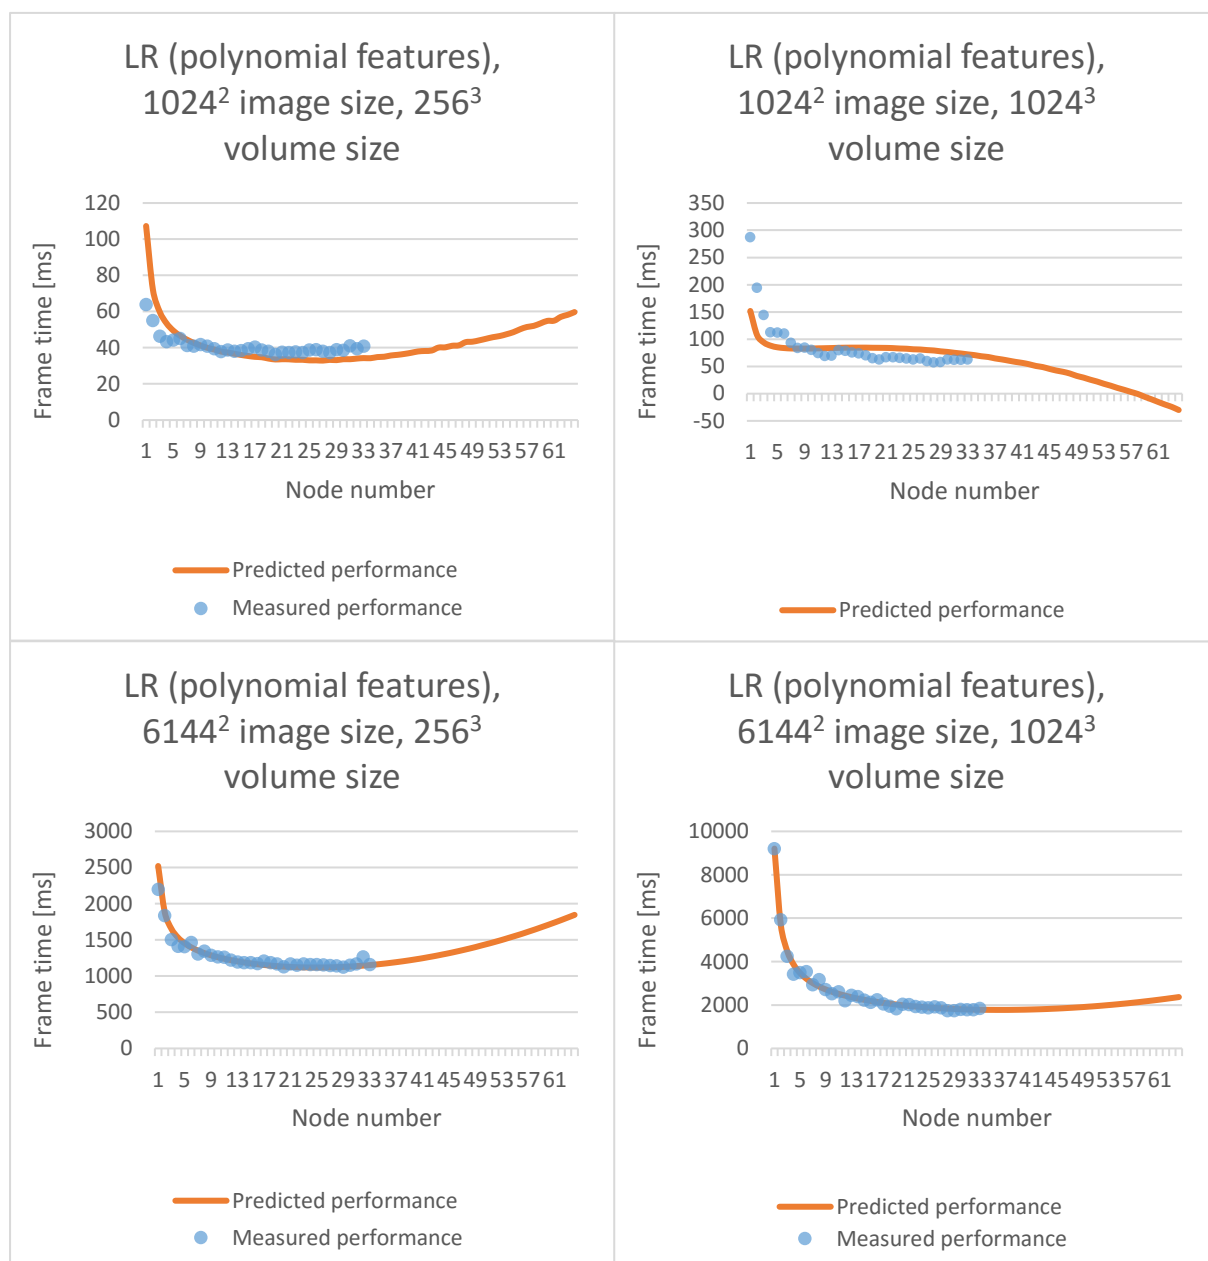 LR (polynomial features),
1024² image size, 256³
volume size
120
100
80
60
40
20
0
Frame time [ms]
1 5 9 13 17 21 25 29 33 37 41 45 49 53 57 61
Node number
Predicted performance
Measured performance
LR (polynomial features),
1024² image size, 1024³
volume size
350
300
250
200
150
100
50
0
-50
Frame time [ms]
1 5 9 13 17 21 25 29 33 37 41 45 49 53 57 61
Node number
Predicted performance
LR (polynomial features),
6144² image size, 256³
volume size
3000
2500
2000
1500
1000
500
0
Frame time [ms]
1 5 9 13 17 21 25 29 33 37 41 45 49 53 57 61
Node number
Predicted performance
Measured performance
LR (polynomial features),
6144² image size, 1024³
volume size
10000
8000
6000
4000
2000
0
Frame time [ms]
1 5 9 13 17 21 25 29 33 37 41 45 49 53 57 61
Node number
Predicted performance
Measured performance